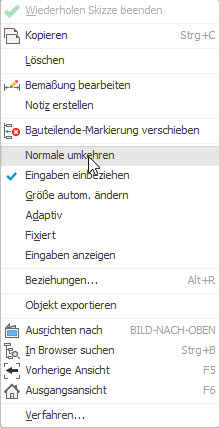 Wiederholen Skizze beenden
Kopieren Strg+C
Löschen
Bemaßung bearbeiten
Notiz erstellen
Bauteilende-Markierung verschieben
Normale umkehren
Eingaben einbeziehen
Größe autom. ändern
Adaptiv
Fixiert
Eingaben anzeigen
Beziehungen... Alt+R
Objekt exportieren
Ausrichten nach BILD-NACH-OBEN
In Browser suchen Strg+B
Vorherige Ansicht F5
Ausgangsansicht F6
Verfahren...